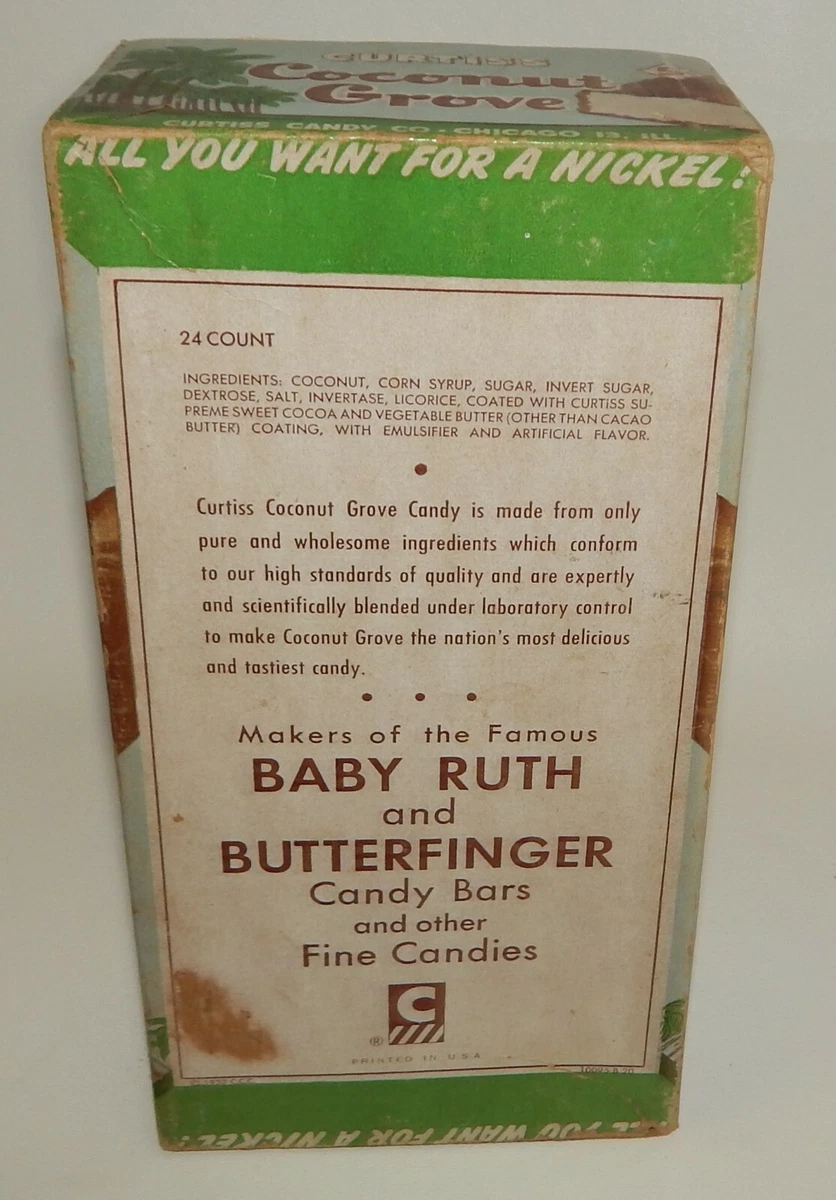 CURTISS
Coconut
Grove
CURTISS CANDY CO - CHICAGO 13, ILL.
ALL YOU WANT FOR A NICKEL!
24 COUNT
INGREDIENTS: COCONUT, CORN SYRUP, SUGAR, INVERT SUGAR,
DEXTROSE, SALT, INVERTASE, LICORICE, COATED WITH CURTISS SU-
PREME SWEET COCOA AND VEGETABLE BUTTER (OTHER THAN CACAO
BUTTER) COATING, WITH EMULSIFIER AND ARTIFICIAL FLAVOR.
Curtiss Coconut Grove Candy is made from only
pure and wholesome ingredients which conform
to our high standards of quality and are expertly
and scientifically blended under laboratory control
to make Coconut Grove the nation's most delicious
and tastiest candy.
Makers of the Famous
BABY RUTH
and
BUTTERFINGER
Candy Bars
and other
Fine Candies
C
®
PRINTED IN U.S.A.
ALL YOU WANT FOR A NICKEL!